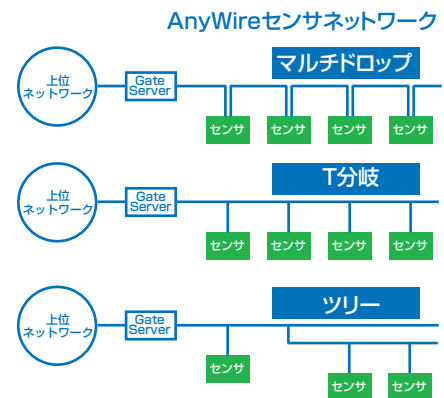 AnyWireセンサネットワーク
マルチドロップ
上位
ネットワーク
Gate
Server
センサ センサ センサ センサ
T分岐
上位
ネットワーク
Gate
Server
センサ センサ センサ センサ
ツリー
上位
ネットワーク
Gate
Server
センサ
センサ センサ